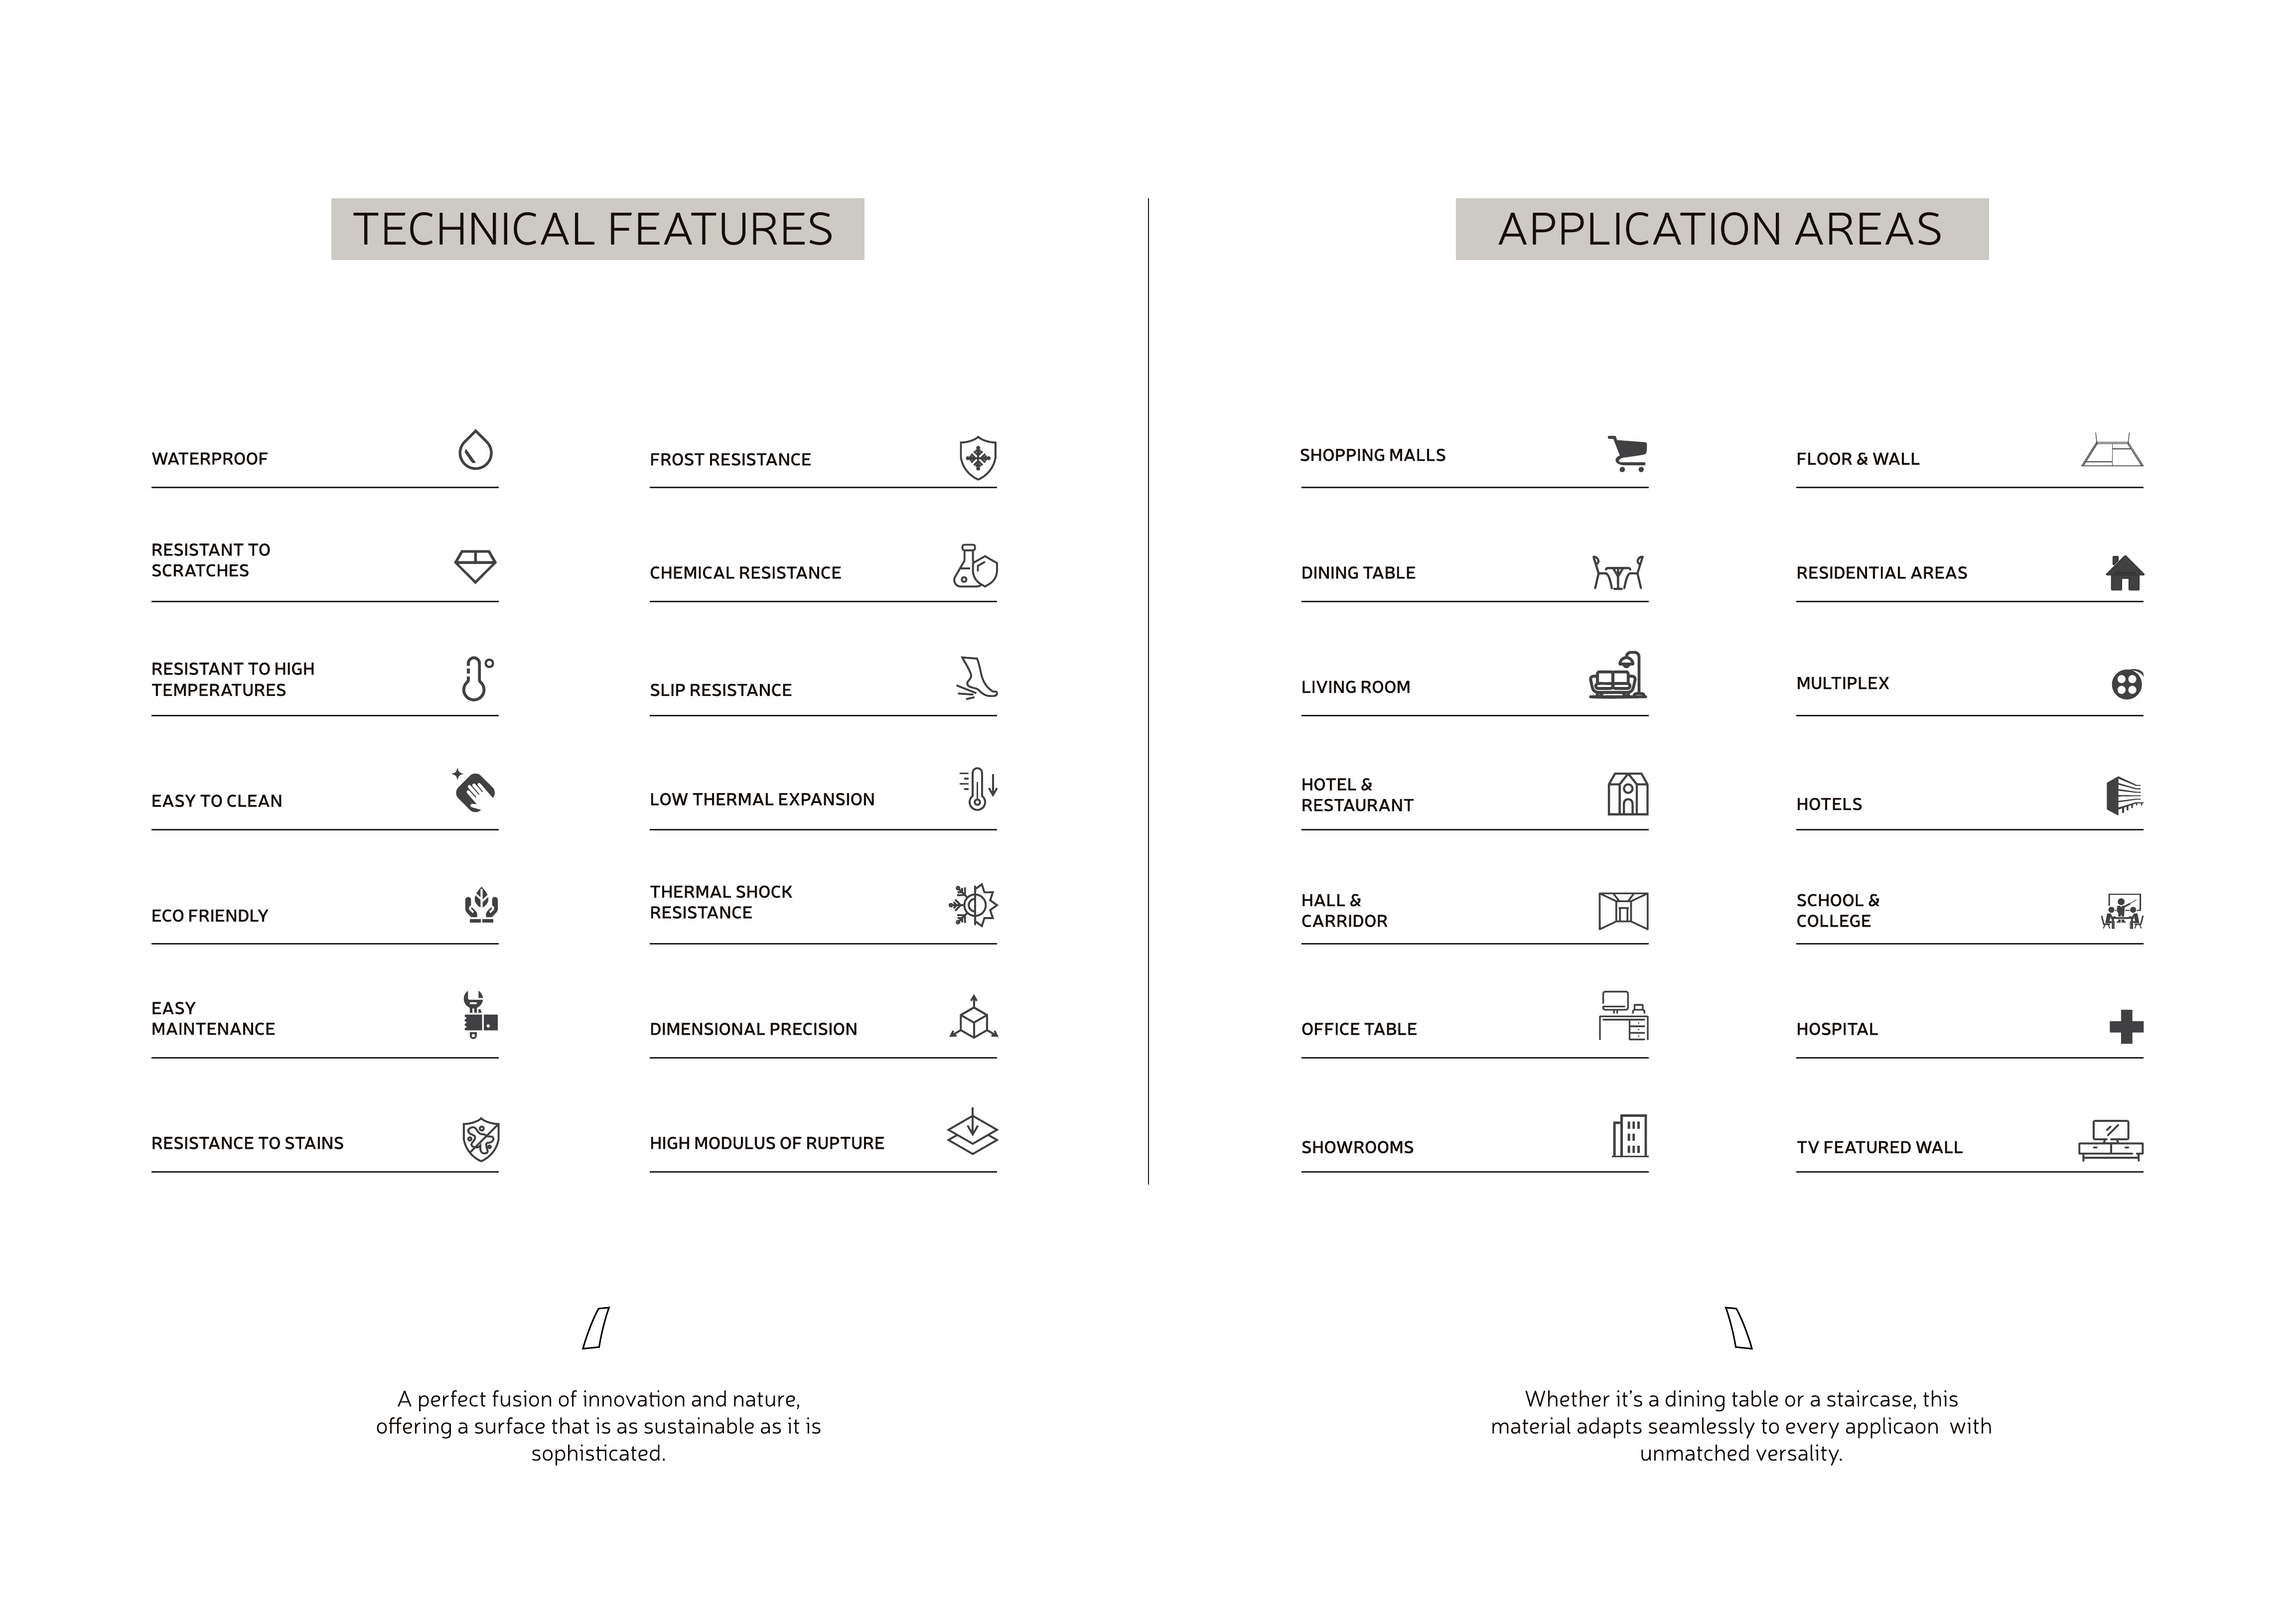 TECHNICAL FEATURES
WATERPROOF
RESISTANT TO
SCRATCHES
RESISTANT TO HIGH
TEMPERATURES
EASY TO CLEAN
ECO FRIENDLY
EASY
MAINTENANCE
RESISTANCE TO STAINS
FROST RESISTANCE
CHEMICAL RESISTANCE
SLIP RESISTANCE
LOW THERMAL EXPANSION
THERMAL SHOCK
RESISTANCE
DIMENSIONAL PRECISION
HIGH MODULUS OF RUPTURE
A perfect fusion of innovation and nature,
offering a surface that is as sustainable as it is
sophisticated.
APPLICATION AREAS
SHOPPING MALLS
DINING TABLE
LIVING ROOM
HOTEL &
RESTAURANT
HALL &
CARRIDOR
OFFICE TABLE
SHOWROOMS
FLOOR & WALL
RESIDENTIAL AREAS
MULTIPLEX
HOTELS
SCHOOL &
COLLEGE
HOSPITAL
TV FEATURED WALL
Whether it's a dining table or a staircase, this
material adapts seamlessly to every applicaon  with
unmatched versality.